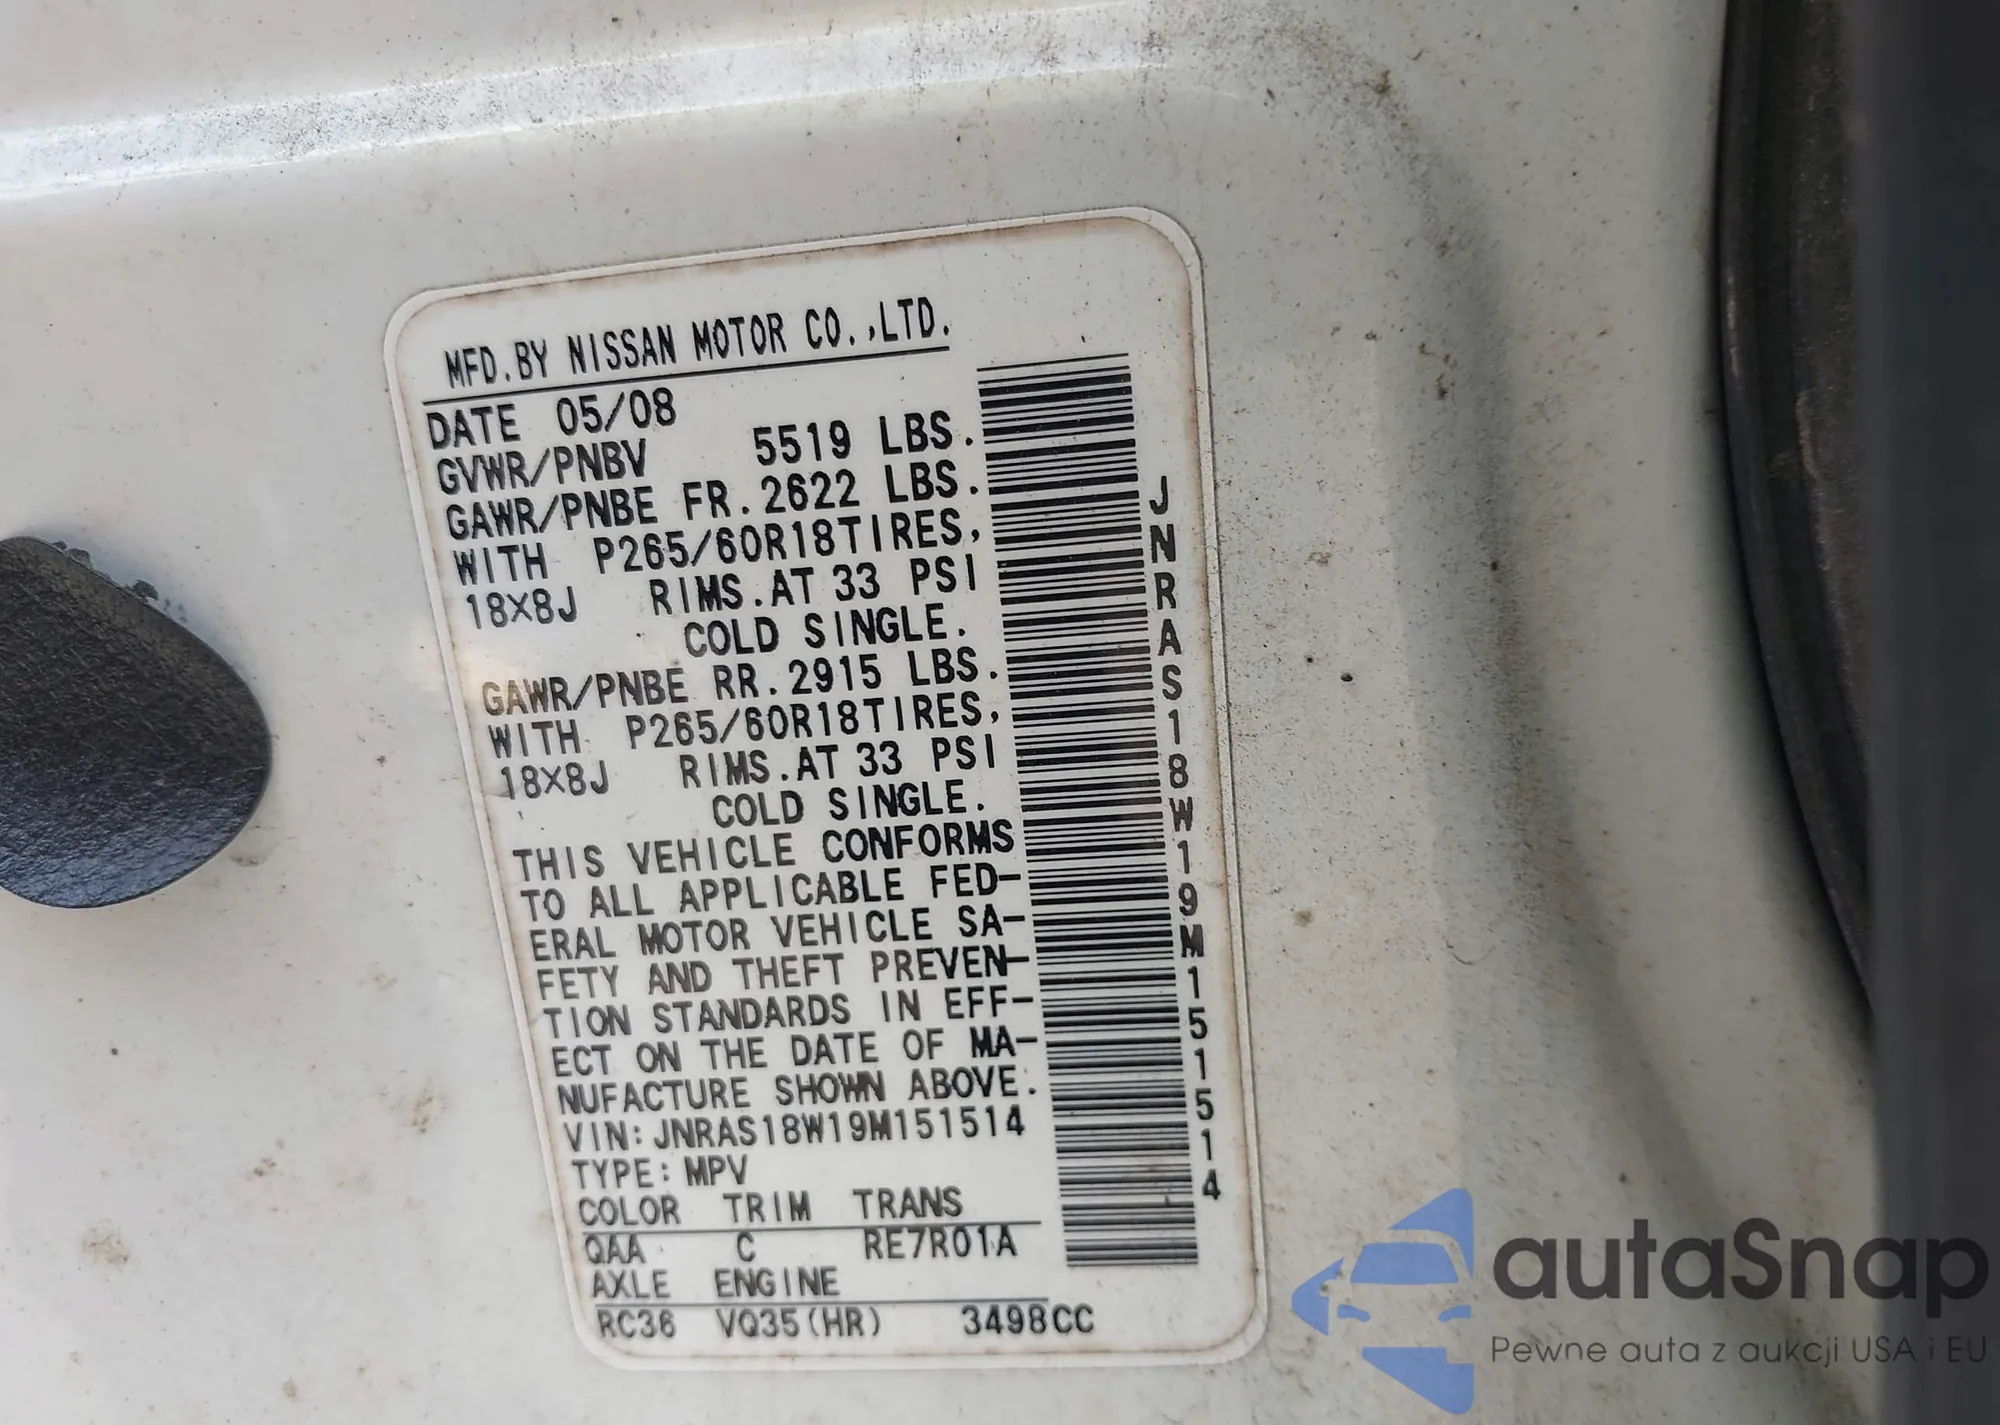 MFD.BY NISSAN MOTOR CO.,LTD.
DATE 05/08
GVWR/PNBV 5519 LBS.
GAWR/PNBE FR.2622 LBS.
WITH P265/60R18TIRES,
18X8J RIMS.AT 33 PSI
COLD SINGLE.
GAWR/PNBE RR.2915 LBS.
WITH P265/60R18TIRES,
18X8J RIMS.AT 33 PSI
COLD SINGLE.
THIS VEHICLE CONFORMS
TO ALL APPLICABLE FED-
ERAL MOTOR VEHICLE SA-
FETY AND THEFT PREVEN-
TION STANDARDS IN EFF-
ECT ON THE DATE OF MA-
NUFACTURE SHOWN ABOVE.
VIN:JNRAS18W19M151514
TYPE:MPV
COLOR TRIM TRANS
QAA C RE7R01A
AXLE ENGINE
RC36 VQ35(HR) 3498CC
JNRAS18W19M151514
autaSnap
Pewne auta z aukcji USA i EU